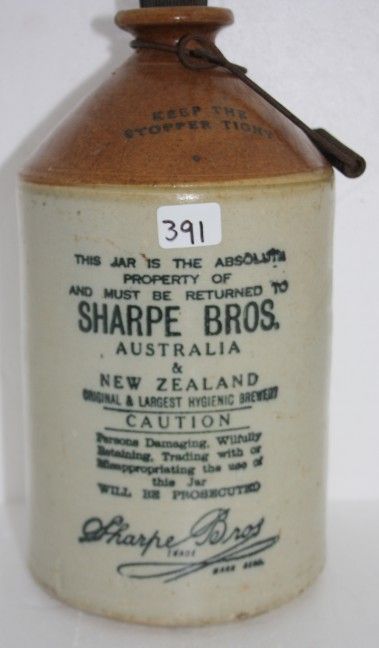 KEEP THE
STOPPER TIGHT
391
THIS JAR IS THE ABSOLUTE
PROPERTY OF
AND MUST BE RETURNED TO
SHARPE BROS.
AUSTRALIA
&
NEW ZEALAND
ORIGINAL & LARGEST HYGIENIC BREWERY
CAUTION
Persons Damaging, Wilfully
Retaining, Trading with or
Misappropriating the use of
this Jar
WILL BE PROSECUTED
Sharpe Bros
TRADE
MARK REGD.